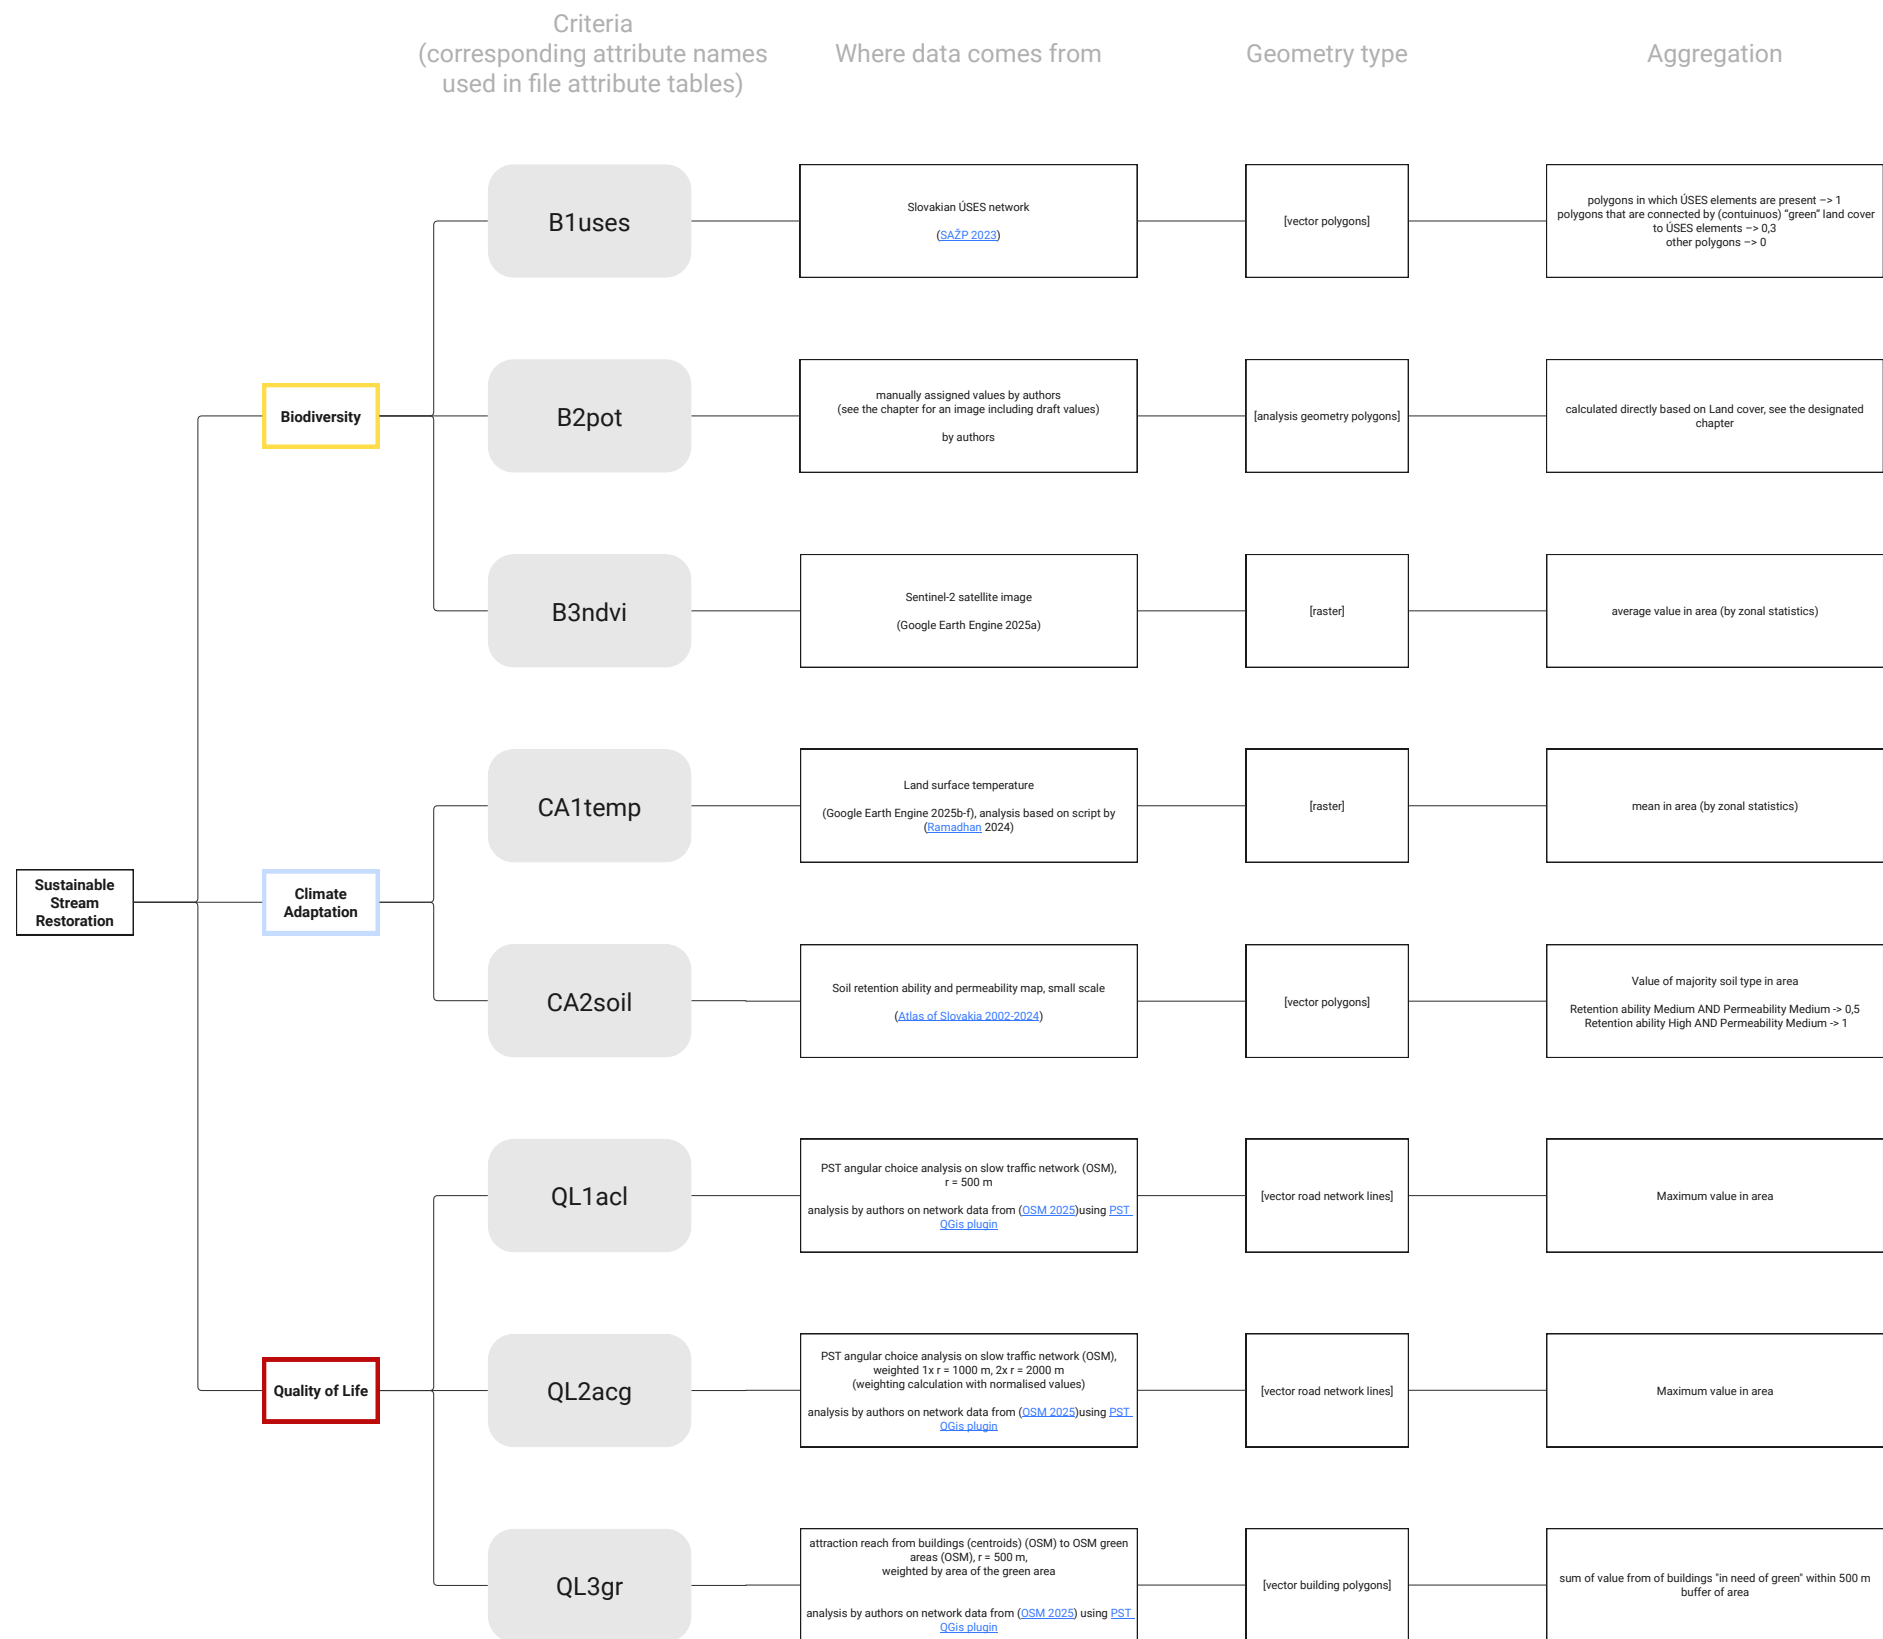 Criteria
(corresponding attribute names
used in file attribute tables)
Where data comes from
Geometry type
Aggregation
Sustainable
Stream
Restoration
Biodiversity
B1uses
Slovakian ÚSES network
(SAŽP 2023)
[vector polygons]
polygons in which ÚSES elements are present –> 1
polygons that are connected by (contuinuos) “green” land cover
to ÚSES elements –> 0,3
other polygons –> 0
B2pot
manually assigned values by authors
(see the chapter for an image including draft values)
by authors
[analysis geometry polygons]
calculated directly based on Land cover, see the designated
chapter
B3ndvi
Sentinel-2 satellite image
(Google Earth Engine 2025a)
[raster]
average value in area (by zonal statistics)
Climate
Adaptation
CA1temp
Land surface temperature
(Google Earth Engine 2025b-f), analysis based on script by
(Ramadhan 2024)
[raster]
mean in area (by zonal statistics)
CA2soil
Soil retention ability and permeability map, small scale
(Atlas of Slovakia 2002-2024)
[vector polygons]
Value of majority soil type in area
Retention ability Medium AND Permeability Medium -> 0,5
Retention ability High AND Permeability Medium -> 1
Quality of Life
QL1acl
PST angular choice analysis on slow traffic network (OSM),
r = 500 m
analysis by authors on network data from (OSM 2025)using PST
QGis plugin
[vector road network lines]
Maximum value in area
QL2acg
PST angular choice analysis on slow traffic network (OSM),
weighted 1x r = 1000 m, 2x r = 2000 m
(weighting calculation with normalised values)
analysis by authors on network data from (OSM 2025)using PST
QGis plugin
[vector road network lines]
Maximum value in area
QL3gr
attraction reach from buildings (centroids) (OSM) to OSM green
areas (OSM), r = 500 m,
weighted by area of the green area
analysis by authors on network data from (OSM 2025) using PST
QGis plugin
[vector building polygons]
sum of value from of buildings "in need of green" within 500 m
buffer of area